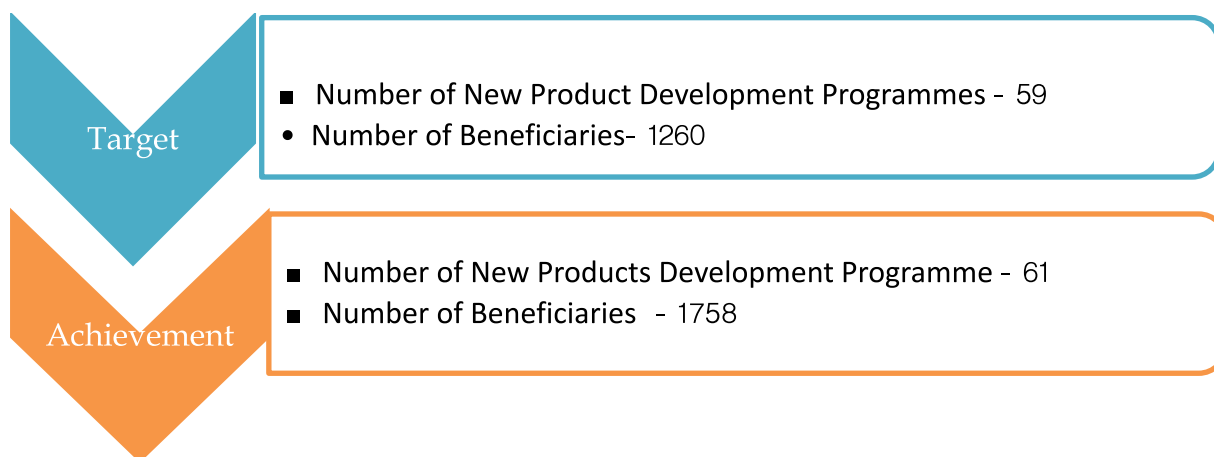 Target
■ Number of New Product Development Programmes - 59
• Number of Beneficiaries- 1260
Achievement
■ Number of New Products Development Programme - 61
■ Number of Beneficiaries - 1758